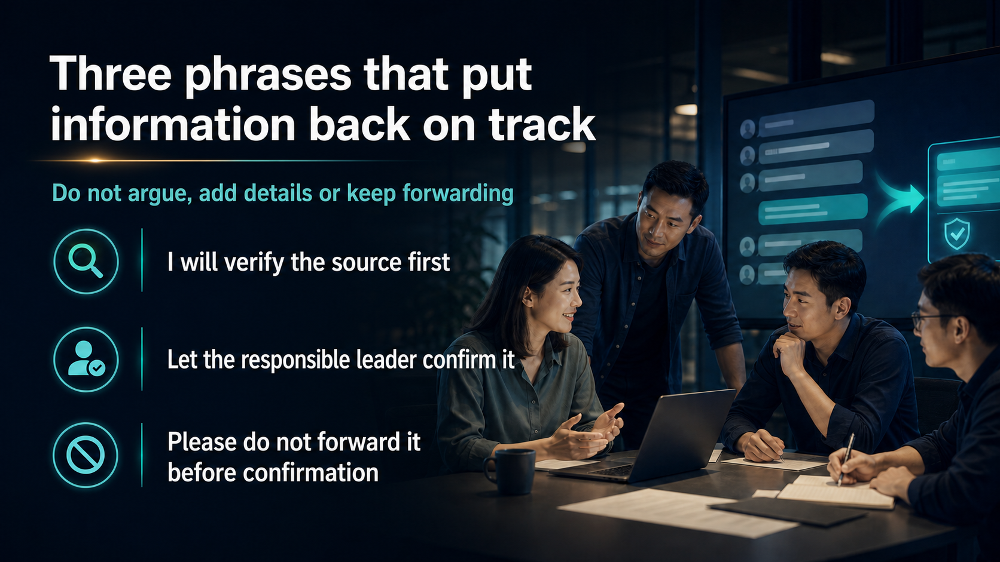 Three phrases that put
information back on track
Do not argue, add details or keep forwarding
I will verify the source first
Let the responsible leader confirm it
Please do not forward it
before confirmation